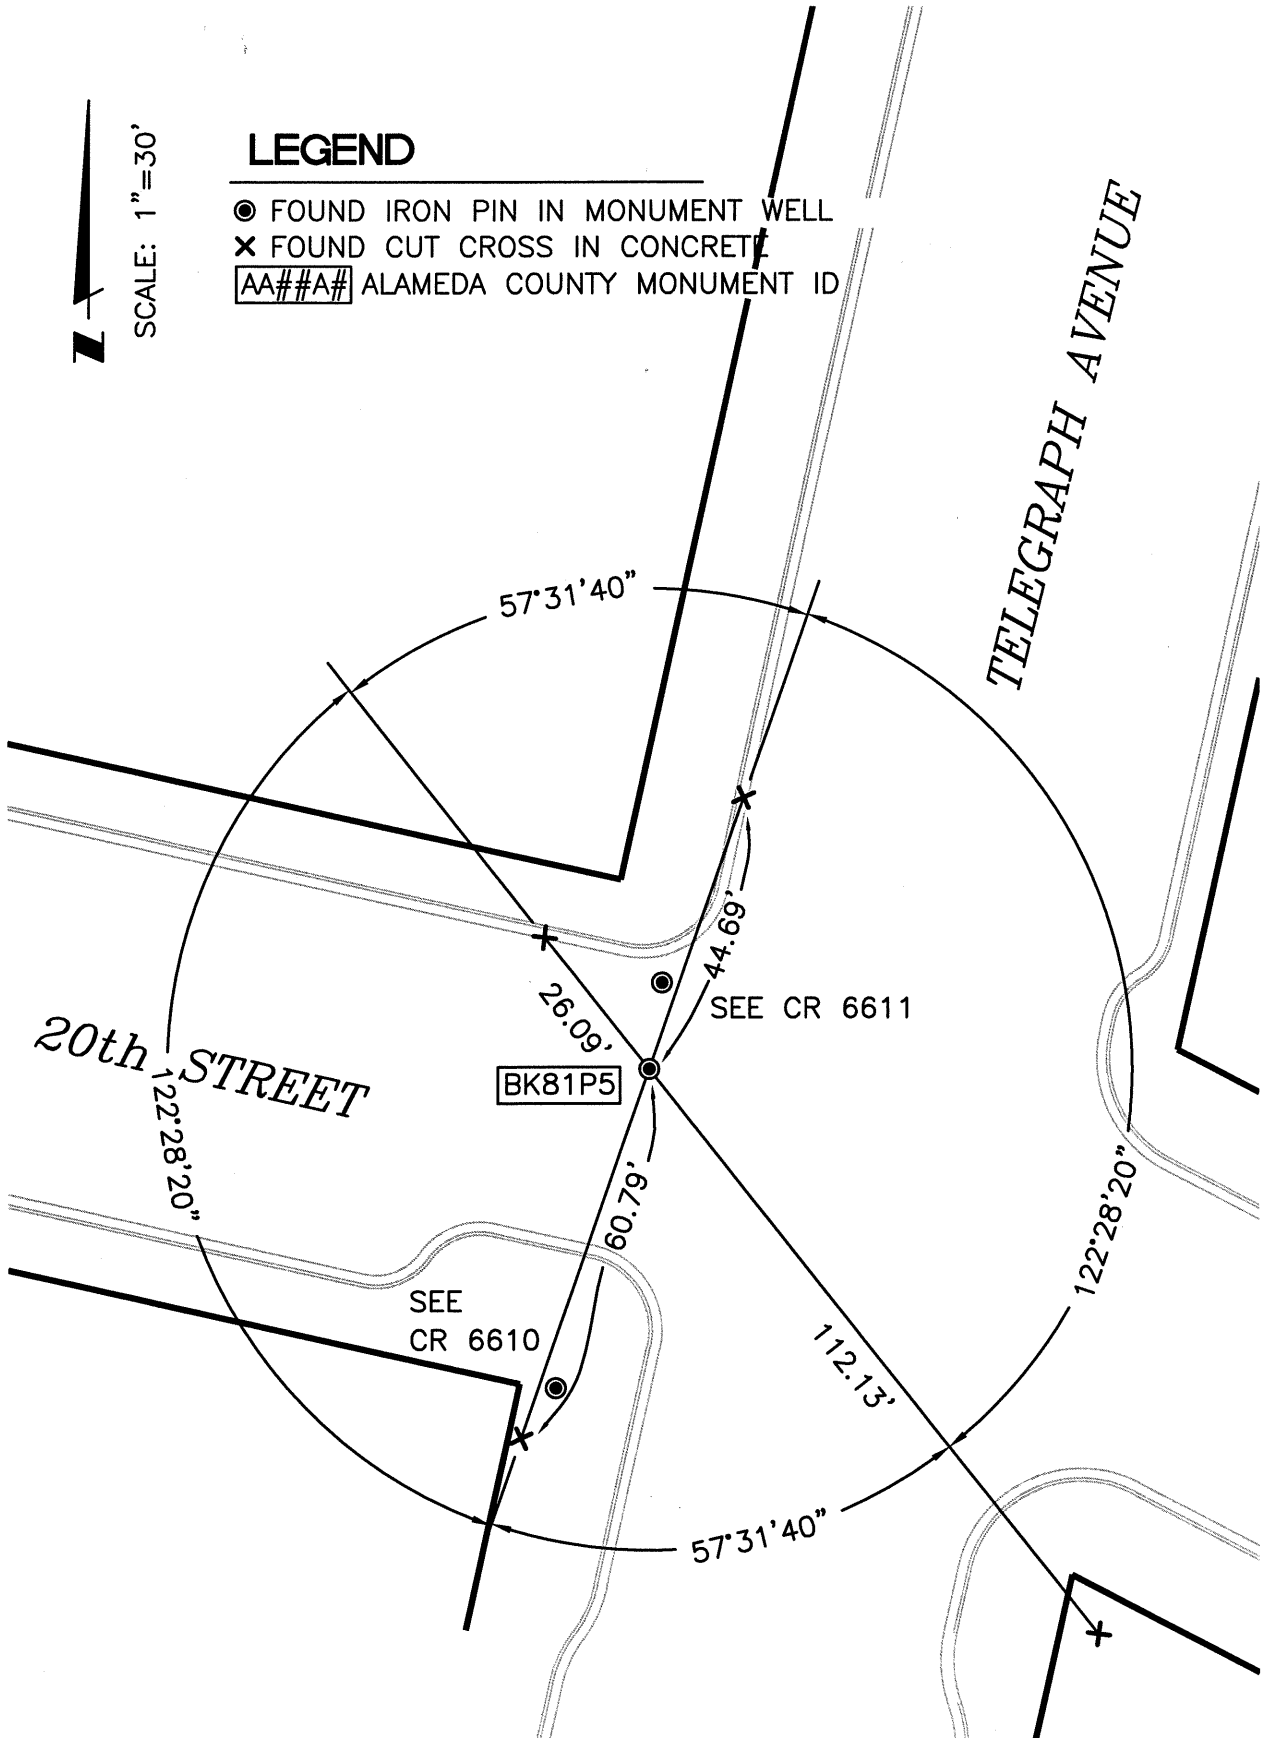 N
SCALE: 1"=30'
LEGEND
FOUND IRON PIN IN MONUMENT WELL
FOUND CUT CROSS IN CONCRETE
AA##A# ALAMEDA COUNTY MONUMENT ID
TELEGRAPH AVENUE
57°31'40"
44.69'
SEE CR 6611
26.09'
20th STREET
BK81P5
122°28'20"
60.79'
122°28'20"
SEE
CR 6610
112.13'
57°31'40"